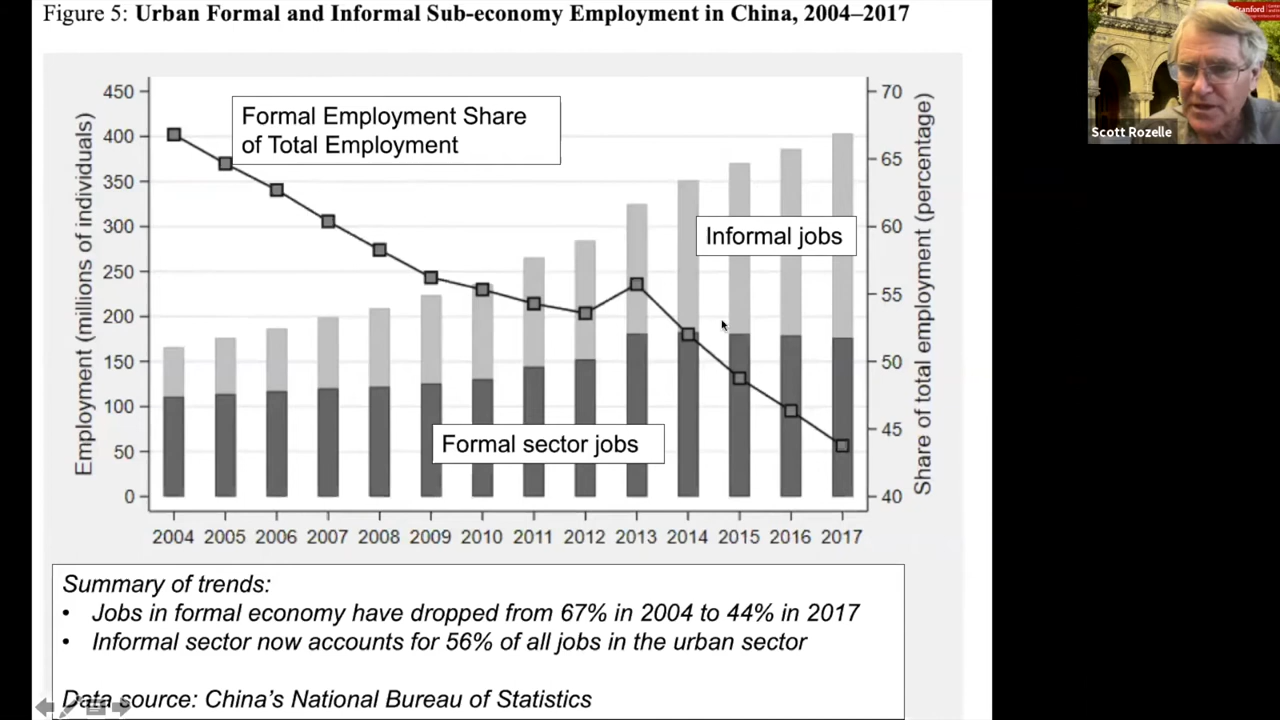 Figure 5: Urban Formal and Informal Sub-economy Employment in China, 2004–2017
Stanford
Scott Rozelle
Formal Employment Share
of Total Employment
Informal jobs
Formal sector jobs
Employment (millions of individuals)
450
400
350
300
250
200
150
100
50
0
70
65
60
55
50
45
40
Share of total employment (percentage)
2004 2005 2006 2007 2008 2009 2010 2011 2012 2013 2014 2015 2016 2017
Summary of trends:
• Jobs in formal economy have dropped from 67% in 2004 to 44% in 2017
• Informal sector now accounts for 56% of all jobs in the urban sector
Data source: China’s National Bureau of Statistics